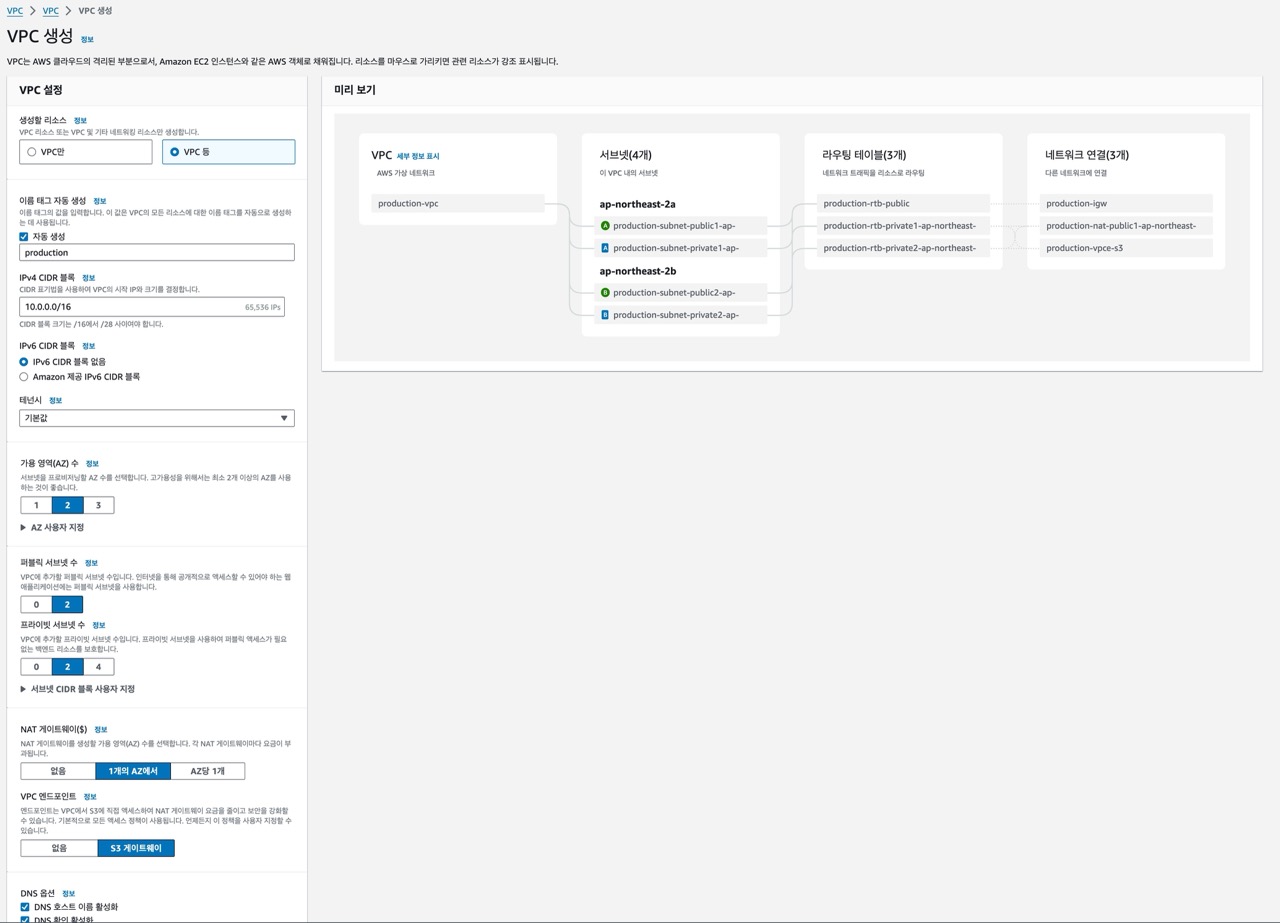 VPC > VPC > VPC 생성
VPC 생성 정보
VPC는 AWS 클라우드의 격리된 부분으로서, Amazon EC2 인스턴스와 같은 AWS 객체로 채워집니다. 리소스를 마우스로 가리키면 관련 리소스가 강조 표시됩니다.
VPC 설정
생성할 리소스 정보
VPC 리소스 또는 VPC 및 기타 네트워킹 리소스만 생성합니다.
VPC만
VPC 등
이름 태그 자동 생성 정보
이름 태그의 값을 입력합니다. 이 값은 VPC의 모든 리소스에 대한 이름 태그를 자동으로 생성하
는 데 사용됩니다.
자동 생성
production
IPv4 CIDR 블록 정보
CIDR 표기법을 사용하여 VPC의 시작 IP와 크기를 결정합니다.
10.0.0.0/16 65,536 IPs
CIDR 블록 크기는 /16에서 /28 사이여야 합니다.
IPv6 CIDR 블록 정보
IPv6 CIDR 블록 없음
Amazon 제공 IPv6 CIDR 블록
테넌시 정보
기본값
가용 영역(AZ) 수 정보
서브넷을 프로비저닝할 AZ 수를 선택합니다. 고가용성을 위해서는 최소 2개 이상의 AZ를 사용
하는 것이 좋습니다.
1 2 3
AZ 사용자 지정
퍼블릭 서브넷 수 정보
VPC에 추가할 퍼블릭 서브넷 수입니다. 인터넷을 통해 공개적으로 액세스할 수 있어야 하는 웹
애플리케이션에는 퍼블릭 서브넷을 사용합니다.
0 2
프라이빗 서브넷 수 정보
VPC에 추가할 프라이빗 서브넷 수입니다. 프라이빗 서브넷을 사용하여 퍼블릭 액세스가 필요
없는 백엔드 리소스를 보호합니다.
0 2 4
서브넷 CIDR 블록 사용자 지정
NAT 게이트웨이($) 정보
NAT 게이트웨이를 생성할 가용 영역(AZ) 수를 선택합니다. 각 NAT 게이트웨이마다 요금이 부
과됩니다.
없음 1개의 AZ에서 AZ당 1개
VPC 엔드포인트 정보
엔드포인트는 VPC에서 S3에 직접 액세스하여 NAT 게이트웨이 요금을 줄이고 보안을 강화할
수 있습니다. 기본적으로 모든 액세스 정책이 사용됩니다. 언제든지 이 정책을 사용자 지정할 수
있습니다.
없음 S3 게이트웨이
DNS 옵션 정보
DNS 호스트 이름 활성화
DNS 확인 활성화
미리 보기
VPC 세부 정보 표시
AWS 가상 네트워크
production-vpc
서브넷(4개)
이 VPC 내의 서브넷
ap-northeast-2a
A production-subnet-public1-ap-
A production-subnet-private1-ap-
ap-northeast-2b
B production-subnet-public2-ap-
B production-subnet-private2-ap-
라우팅 테이블(3개)
네트워크 트래픽을 리소스로 라우팅
production-rtb-public
production-rtb-private1-ap-northeast-
production-rtb-private2-ap-northeast-
네트워크 연결(3개)
다른 네트워크에 연결
production-igw
production-nat-public1-ap-northeast-
production-vpce-s3